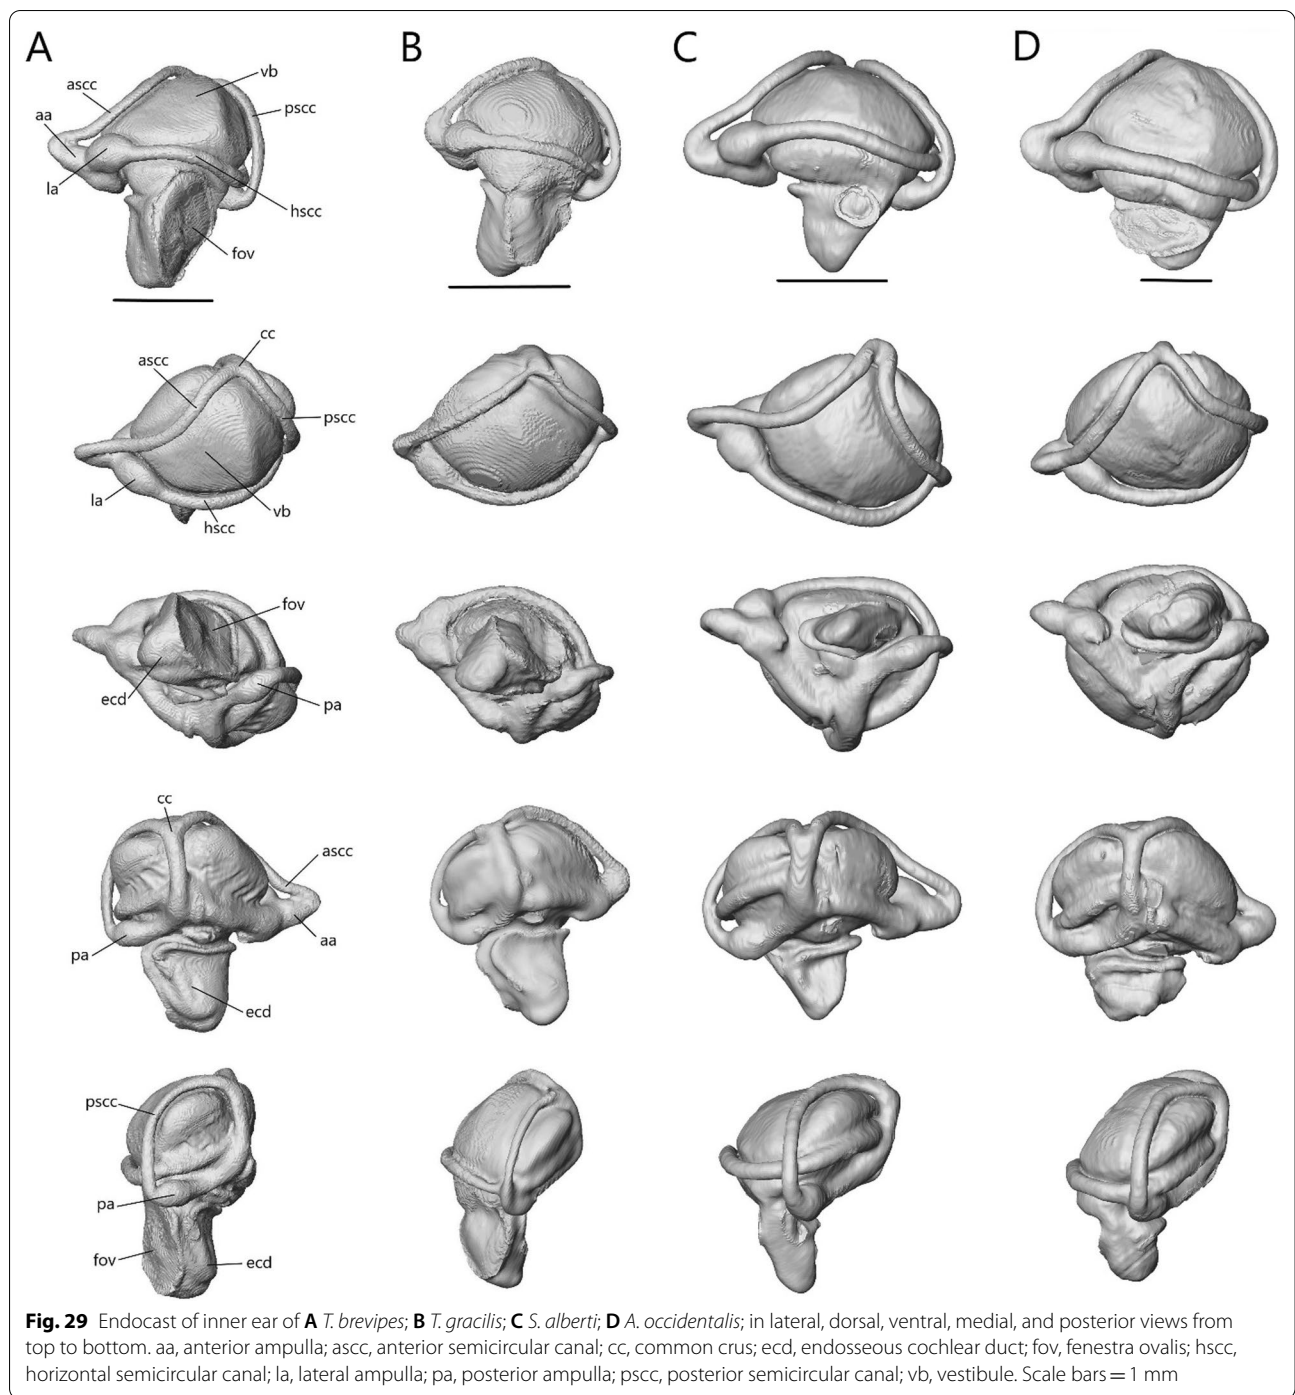 A B C D
vb
ascc
pscc
aa
la
hscc
fov
cc
ascc
pscc
la
vb
hscc
fov
ecd
pa
cc
ascc
aa
pa
ecd
pscc
pa
fov
ecd
Fig. 29 Endocast of inner ear of A T. brevipes; B T. gracilis; C S. alberti; D A. occidentalis; in lateral, dorsal, ventral, medial, and posterior views from
top to bottom. aa, anterior ampulla; ascc, anterior semicircular canal; cc, common crus; ecd, endosseous cochlear duct; fov, fenestra ovalis; hscc,
horizontal semicircular canal; la, lateral ampulla; pa, posterior ampulla; pscc, posterior semicircular canal; vb, vestibule. Scale bars = 1 mm